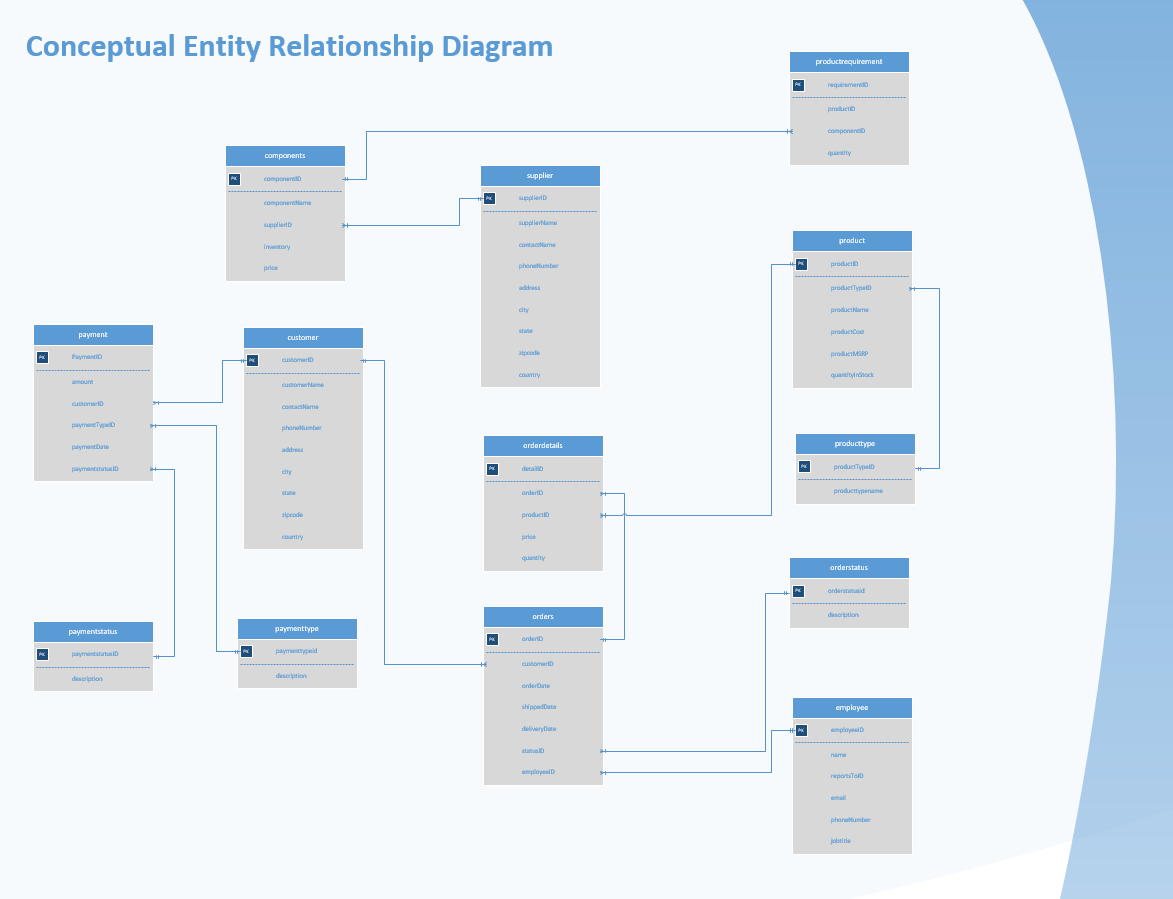 Conceptual Entity Relationship Diagram
productrequirement
PK requirementID
productID
componentID
quantity
components
PK componentID
componentName
supplierID
inventory
price
supplier
PK supplierID
supplierName
contactName
phoneNumber
address
city
state
zipcode
country
product
PK productID
productTypeID
productName
productCost
productMSRP
quantityInStock
payment
PK PaymentID
amount
customerID
paymentTypeID
paymentDate
paymentstatusID
customer
PK customerID
customerName
contactName
phoneNumber
address
city
state
zipcode
country
orderdetails
PK detailID
orderID
productID
price
quantity
producttype
PK productTypeID
producttypename
orderstatus
PK orderstatusid
description
paymentstatus
PK paymentstatusID
description
paymenttype
PK paymenttypeid
description
orders
PK orderID
customerID
orderDate
shippedDate
deliveryDate
statusID
employeeID
employee
PK employeeID
name
reportsToID
email
phoneNumber
jobtitle